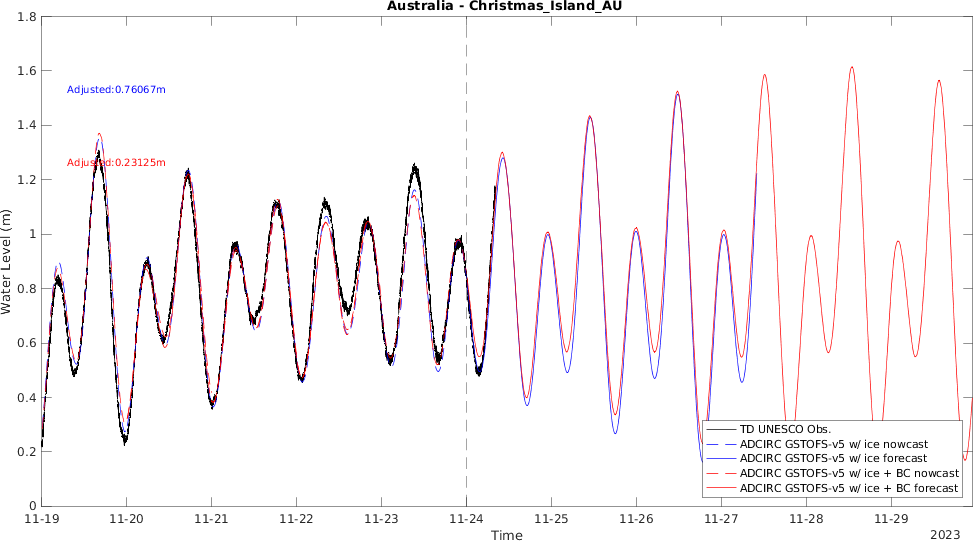 Australia - Christmas_Island_AU
Water Level (m)
1.8
1.6
1.4
1.2
1
0.8
0.6
0.4
0.2
0
Adjusted:0.76067m
Adjusted:0.23125m
TD UNESCO Obs.
ADCIRC GSTOFS-v5 w/ ice nowcast
ADCIRC GSTOFS-v5 w/ ice forecast
ADCIRC GSTOFS-v5 w/ ice + BC nowcast
ADCIRC GSTOFS-v5 w/ ice + BC forecast
11-19 11-20 11-21 11-22 11-23 11-24 11-25 11-26 11-27 11-28 11-29
Time
2023